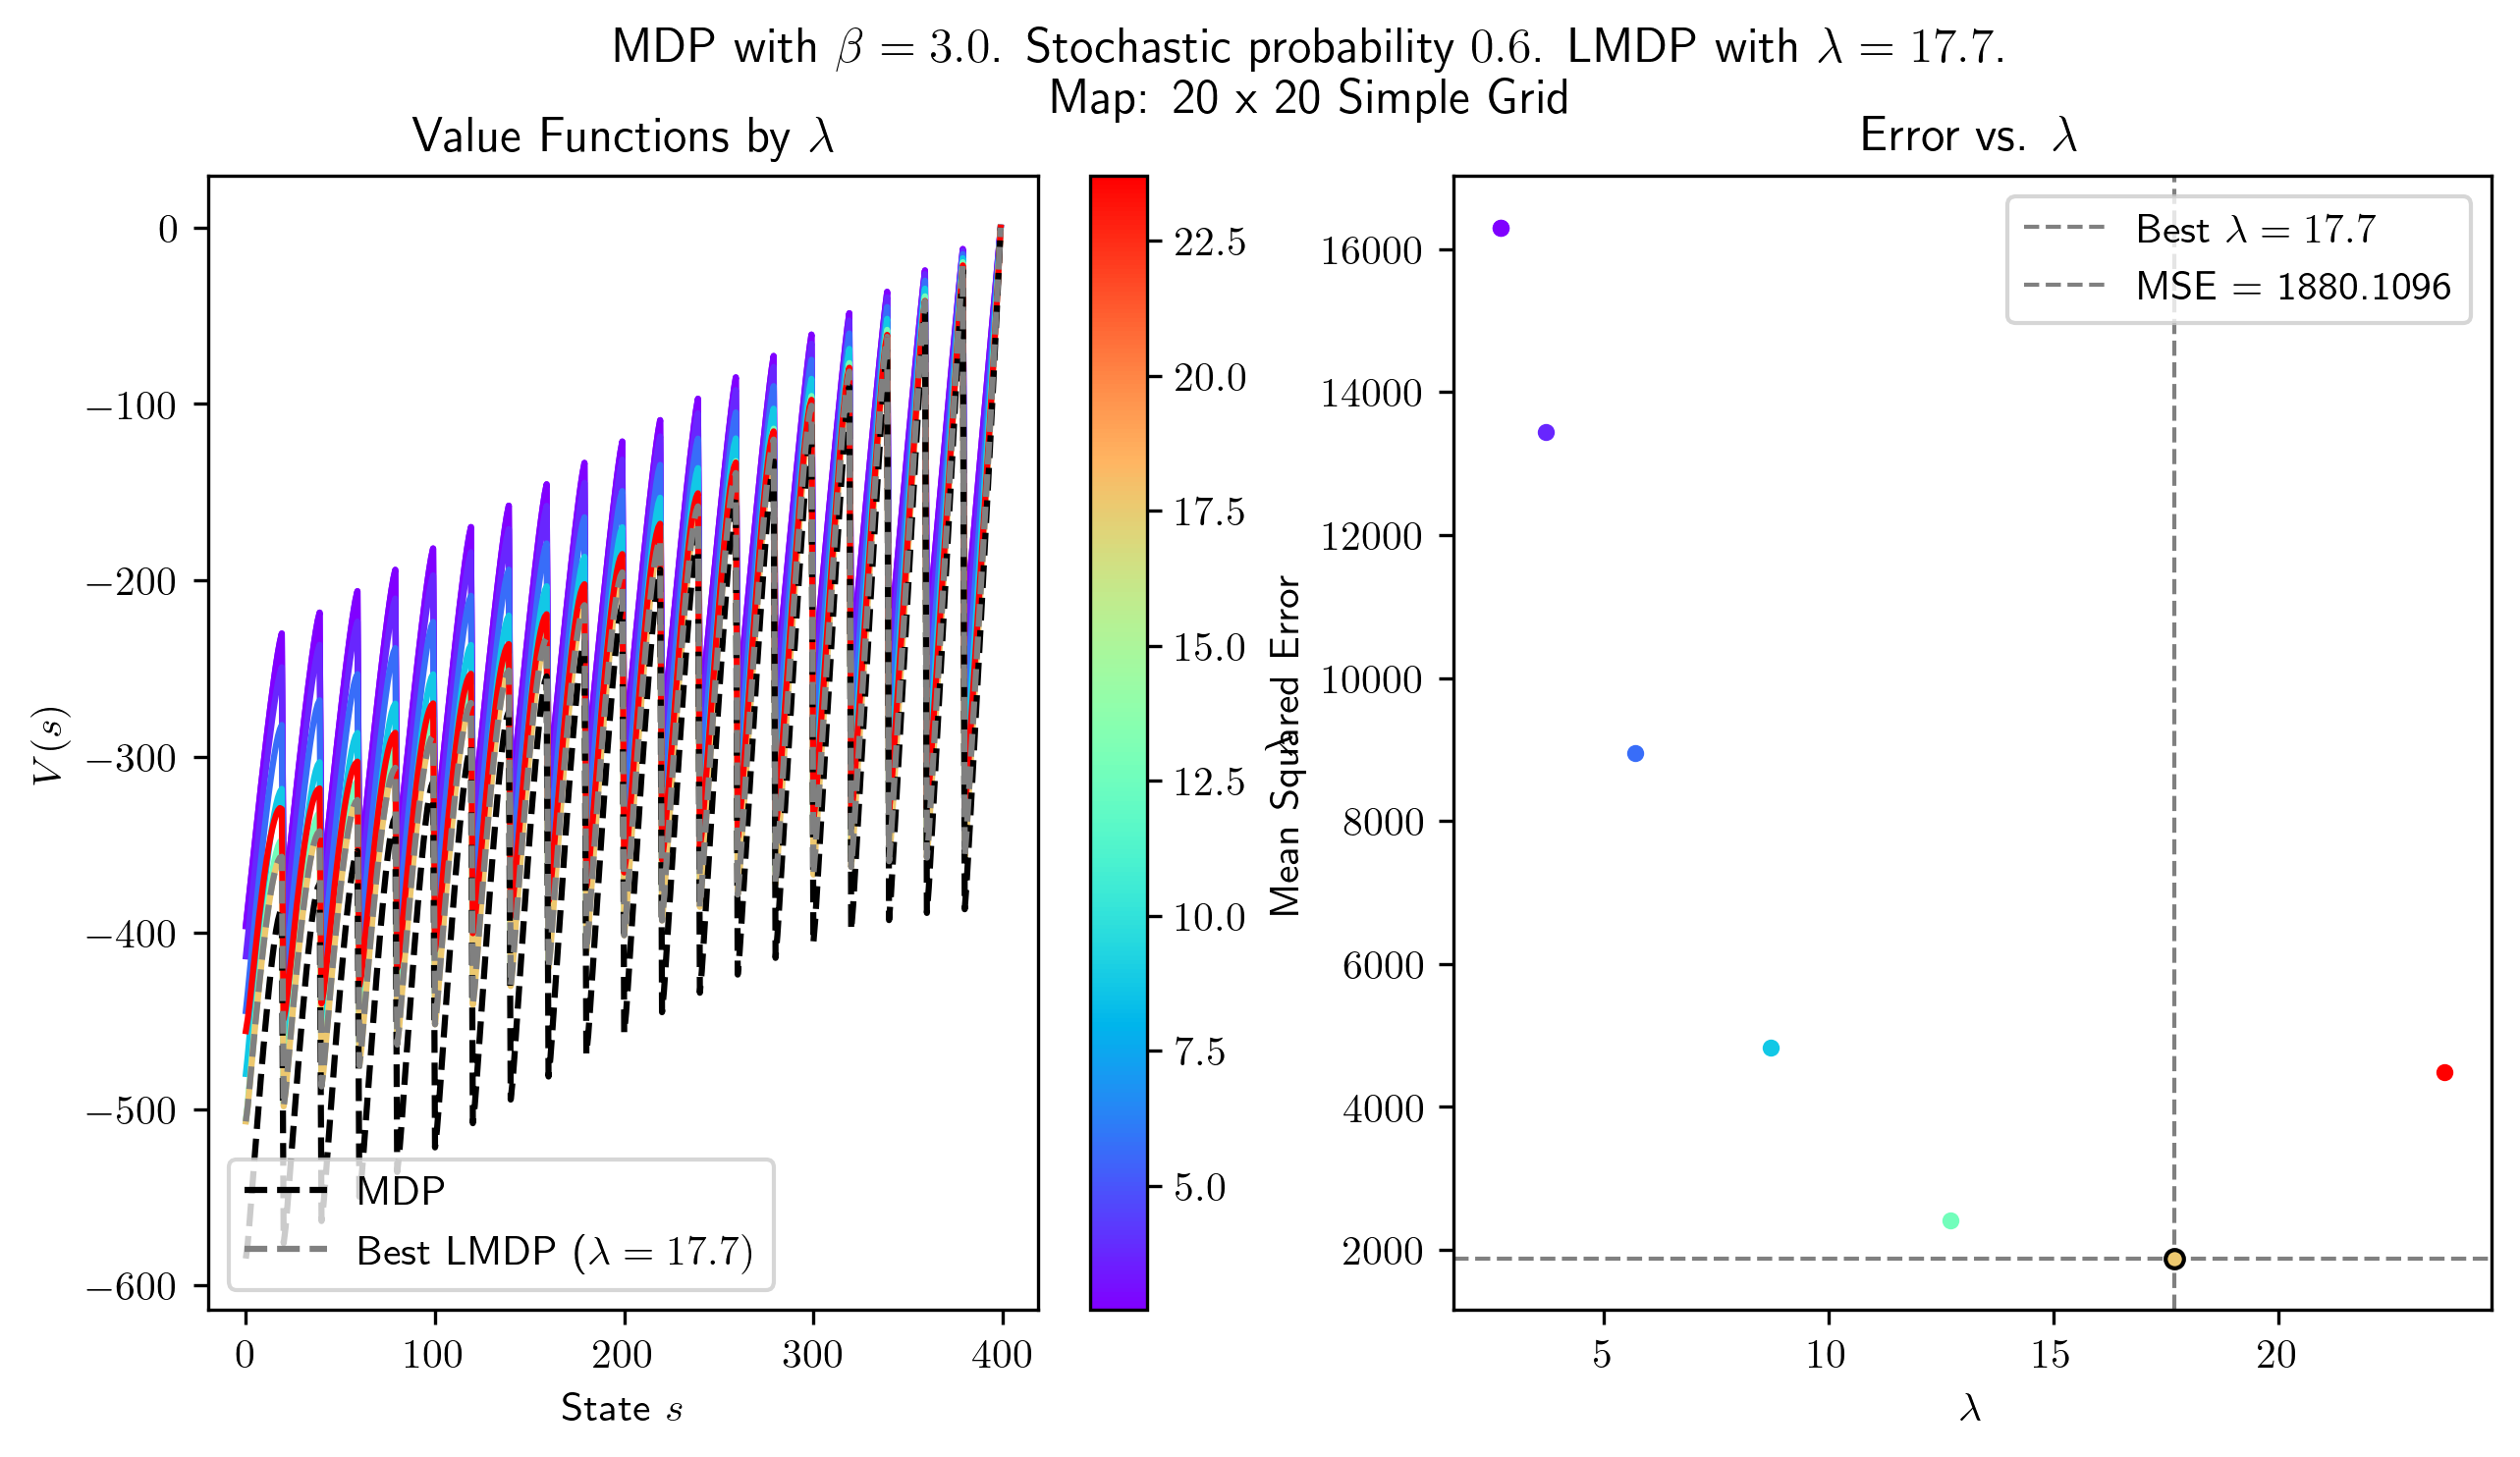 MDP with β = 3.0. Stochastic probability 0.6. LMDP with λ = 17.7.
Map: 20 x 20 Simple Grid
Value Functions by λ
0
−100
−200
−300
−400
−500
−600
V(s)
MDP
Best LMDP (λ = 17.7)
0 100 200 300 400
State s
22.5
20.0
17.5
15.0
12.5
10.0
7.5
5.0
λ
Error vs. λ
16000
14000
12000
10000
8000
6000
4000
2000
Mean Squared Error
Best λ = 17.7
MSE = 1880.1096
5 10 15 20
λ